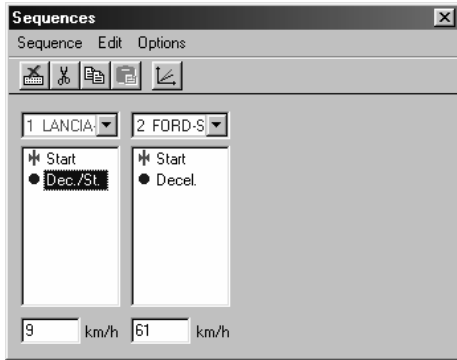 Sequences
Sequence Edit Options
1 LANCIA- 2 FORD-S
Start Start
Dec./St. Decel.
9 km/h 61 km/h